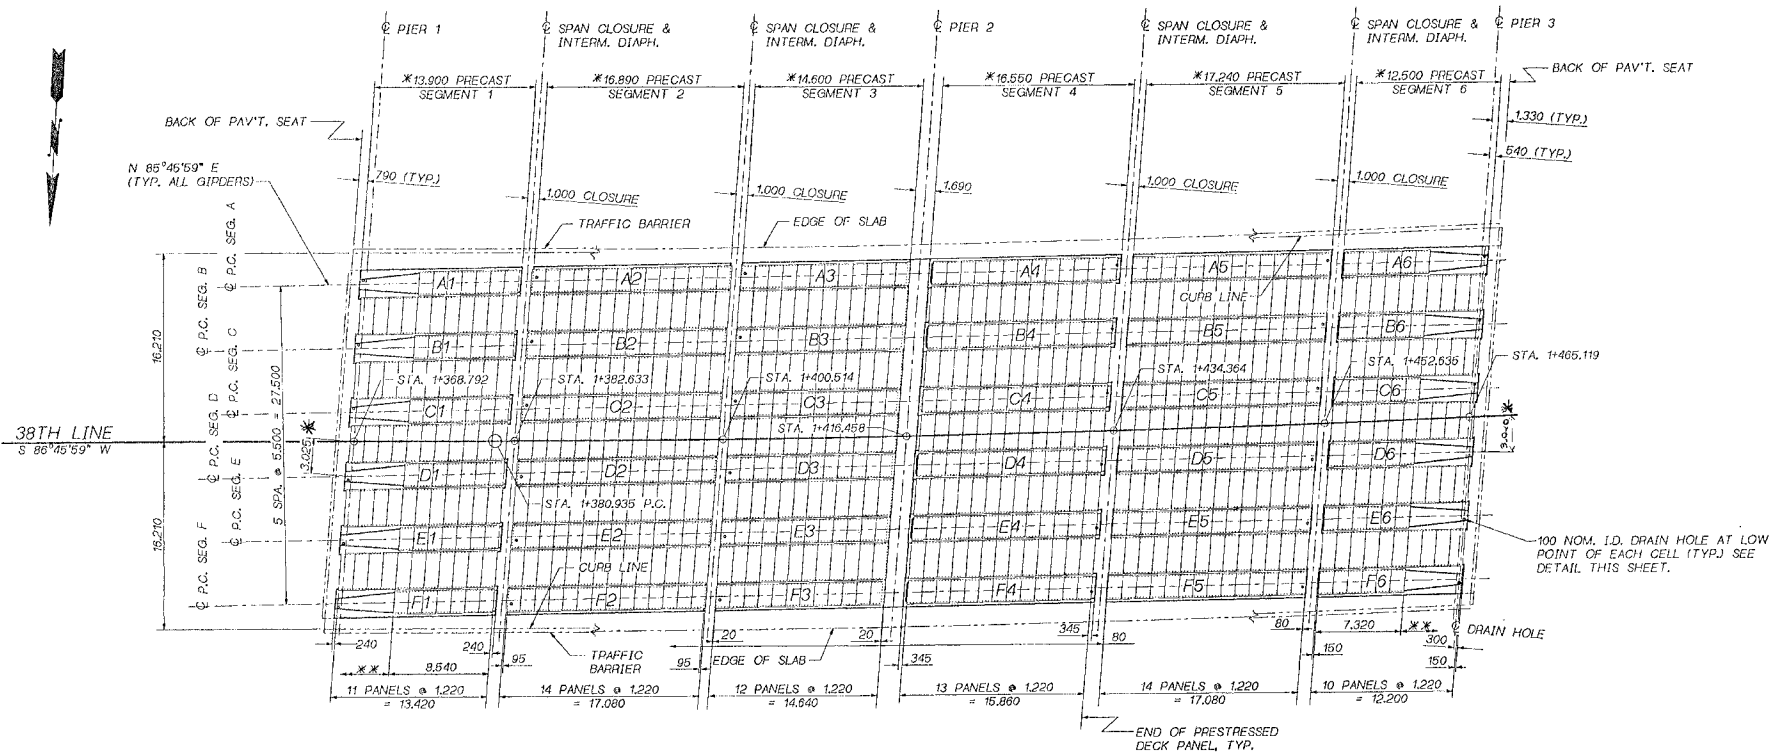 ℄ PIER 1
℄ SPAN CLOSURE &
INTERM. DIAPH.
℄ SPAN CLOSURE &
INTERM. DIAPH.
℄ PIER 2
℄ SPAN CLOSURE &
INTERM. DIAPH.
℄ SPAN CLOSURE &
INTERM. DIAPH.
℄ PIER 3
*13.900 PRECAST
SEGMENT 1
*16.890 PRECAST
SEGMENT 2
*14.600 PRECAST
SEGMENT 3
*16.550 PRECAST
SEGMENT 4
*17.240 PRECAST
SEGMENT 5
*12.500 PRECAST
SEGMENT 6
BACK OF PAV'T. SEAT
1.330 (TYP.)
540 (TYP.)
BACK OF PAV'T. SEAT
N
N 85°45'59" E
(TYP. ALL GIRDERS)
790 (TYP.)
1.000 CLOSURE
1.000 CLOSURE
1.690
1.000 CLOSURE
1.000 CLOSURE
TRAFFIC BARRIER
EDGE OF SLAB
CURB LINE
℄ P.C. SEG. A
℄ P.C. SEG. B
℄ P.C. SEG. C
℄ P.C. SEG. D
℄ P.C. SEG. E
℄ P.C. SEG. F
16.210
16.210
5 SPA. @ 5.500 = 27.500
3.025*
3.040*
A1 A2 A3 A4 A5 A6
B1 B2 B3 B4 B5 B6
STA. 1+368.792
STA. 1+382.633
STA. 1+400.514
STA. 1+416.458
STA. 1+434.364
STA. 1+452.635
STA. 1+465.119
C1 C2 C3 C4 C5 C6
38TH LINE
S 86°45'59" W
D1 D2 D3 D4 D5 D6
STA. 1+380.935 P.C.
E1 E2 E3 E4 E5 E6
100 NOM. I.D. DRAIN HOLE AT LOW
POINT OF EACH CELL (TYP.) SEE
DETAIL THIS SHEET.
CURB LINE
F1 F2 F3 F4 F5 F6
240
240
**
8.540
95
TRAFFIC
BARRIER
95
20
20
EDGE OF SLAB
345
345
80
80
7.320
**
150
300
150
℄ DRAIN HOLE
11 PANELS @ 1.220
= 13.420
14 PANELS @ 1.220
= 17.080
12 PANELS @ 1.220
= 14.640
13 PANELS @ 1.220
= 15.860
14 PANELS @ 1.220
= 17.080
10 PANELS @ 1.220
= 12.200
END OF PRESTRESSED
DECK PANEL, TYP.